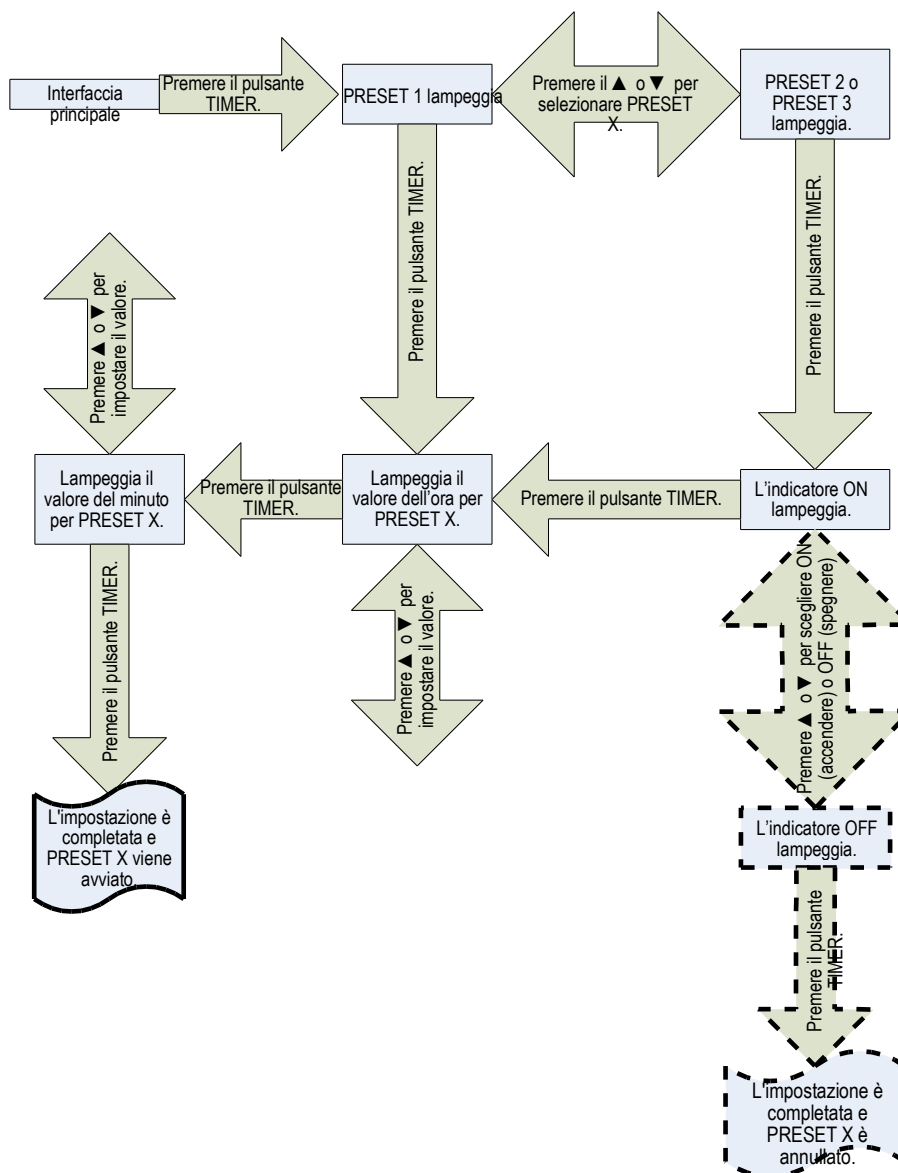 Interfaccia
principale
Premere il pulsante
TIMER.
PRESET 1 lampeggia
Premere il ▲ o ▼ per
selezionare PRESET
X.
PRESET 2 o
PRESET 3
lampeggia.
Premere il pulsante TIMER.
Premere il pulsante TIMER.
Premere ▲ o ▼ per
impostare il valore.
Lampeggia il
valore del minuto
per PRESET X.
Premere il pulsante
TIMER.
Lampeggia il
valore dell'ora per
PRESET X.
Premere il pulsante TIMER.
L'indicatore ON
lampeggia.
Premere il pulsante TIMER.
Premere ▲ o ▼ per
impostare il valore.
Premere ▲ o ▼ per scegliere ON
(accendere) o OFF (spegnere)
L'impostazione è
completata e
PRESET X viene
avviato.
L'indicatore OFF
lampeggia.
Premere il pulsante
TIMER.
L'impostazione è
completata e
PRESET X è
annullato.